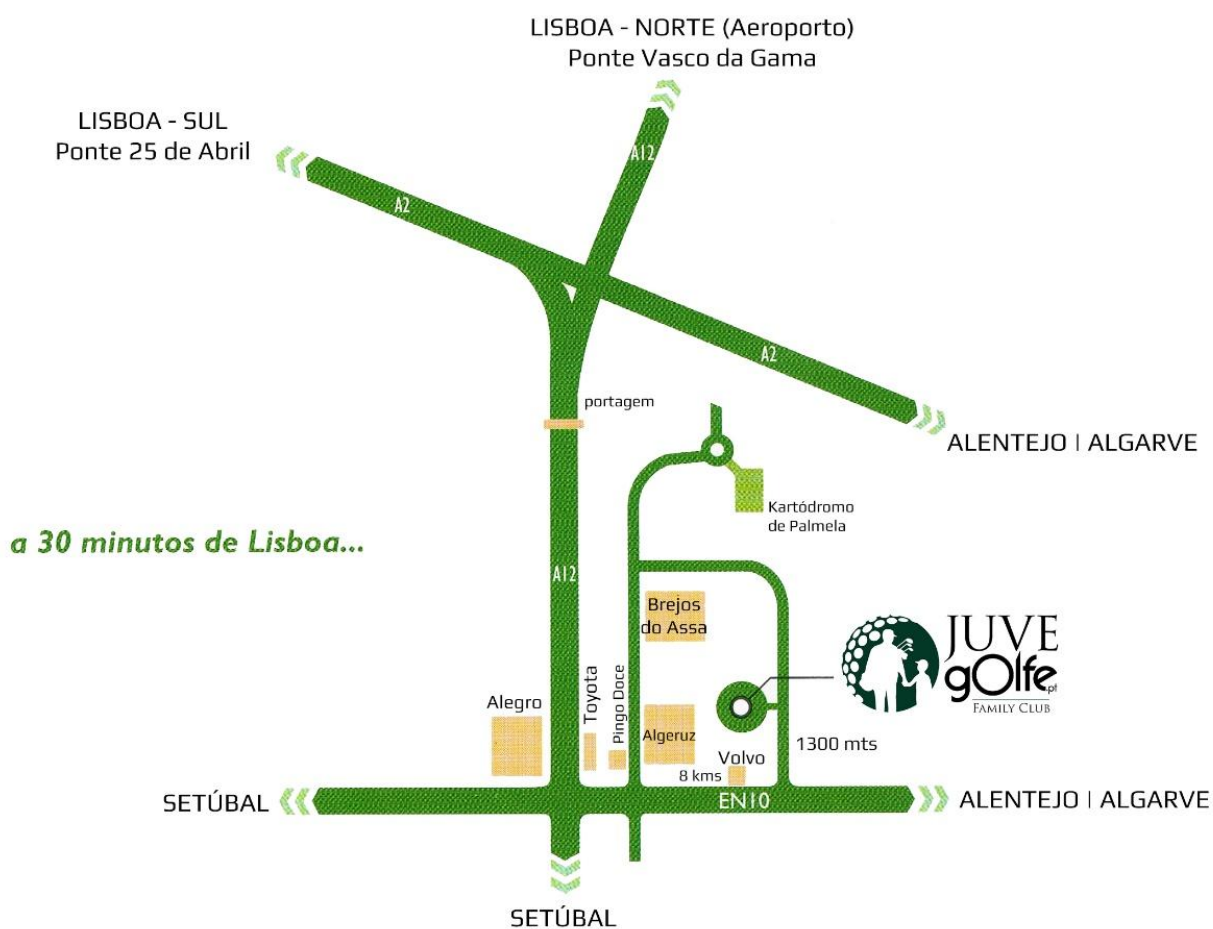 LISBOA - NORTE (Aeroporto)
Ponte Vasco da Gama
LISBOA - SUL
Ponte 25 de Abril
A12
A2
A2
portagem
ALENTEJO | ALGARVE
Kartódromo
de Palmela
a 30 minutos de Lisboa...
A12
Brejos
do Assa
JUVE
gOlfe.pt
FAMILY CLUB
Alegro
Toyota
Pingo Doce
Algeruz
1300 mts
Volvo
8 kms
SETÚBAL
EN10
ALENTEJO | ALGARVE
SETÚBAL